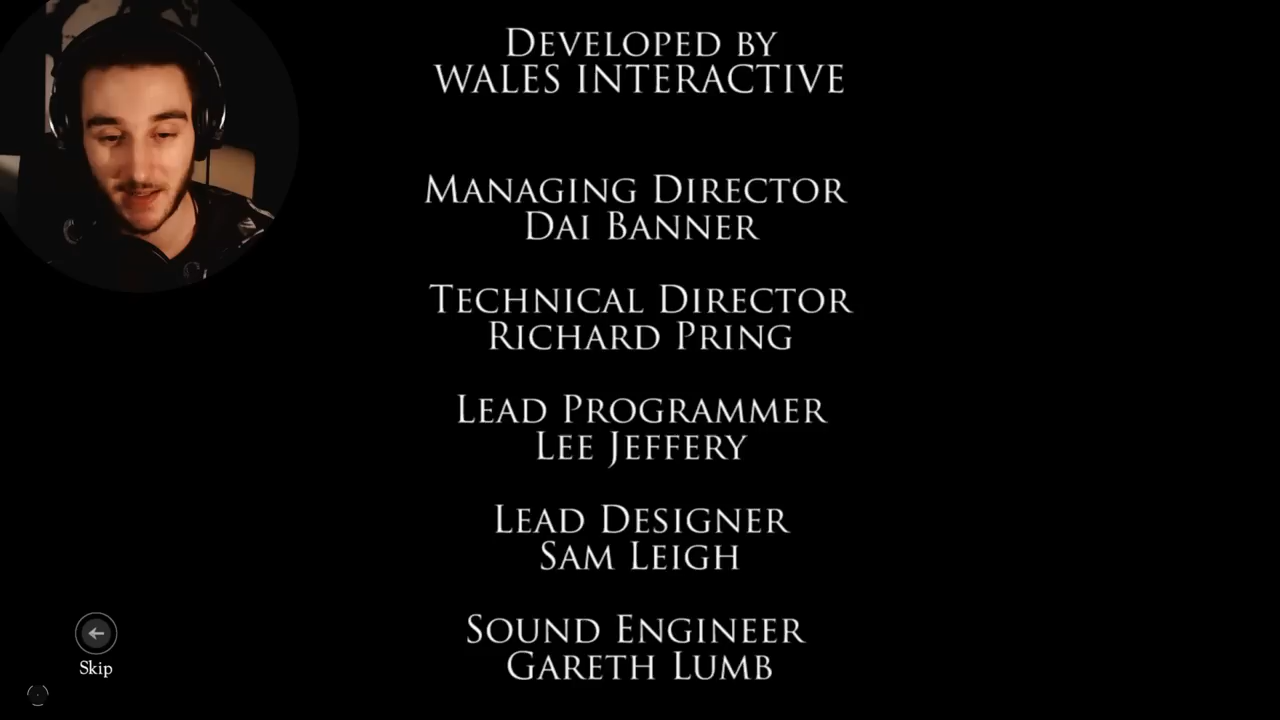 DEVELOPED BY
WALES INTERACTIVE
MANAGING DIRECTOR
DAI BANNER
TECHNICAL DIRECTOR
RICHARD PRING
LEAD PROGRAMMER
LEE JEFFERY
LEAD DESIGNER
SAM LEIGH
SOUND ENGINEER
GARETH LUMB
Skip